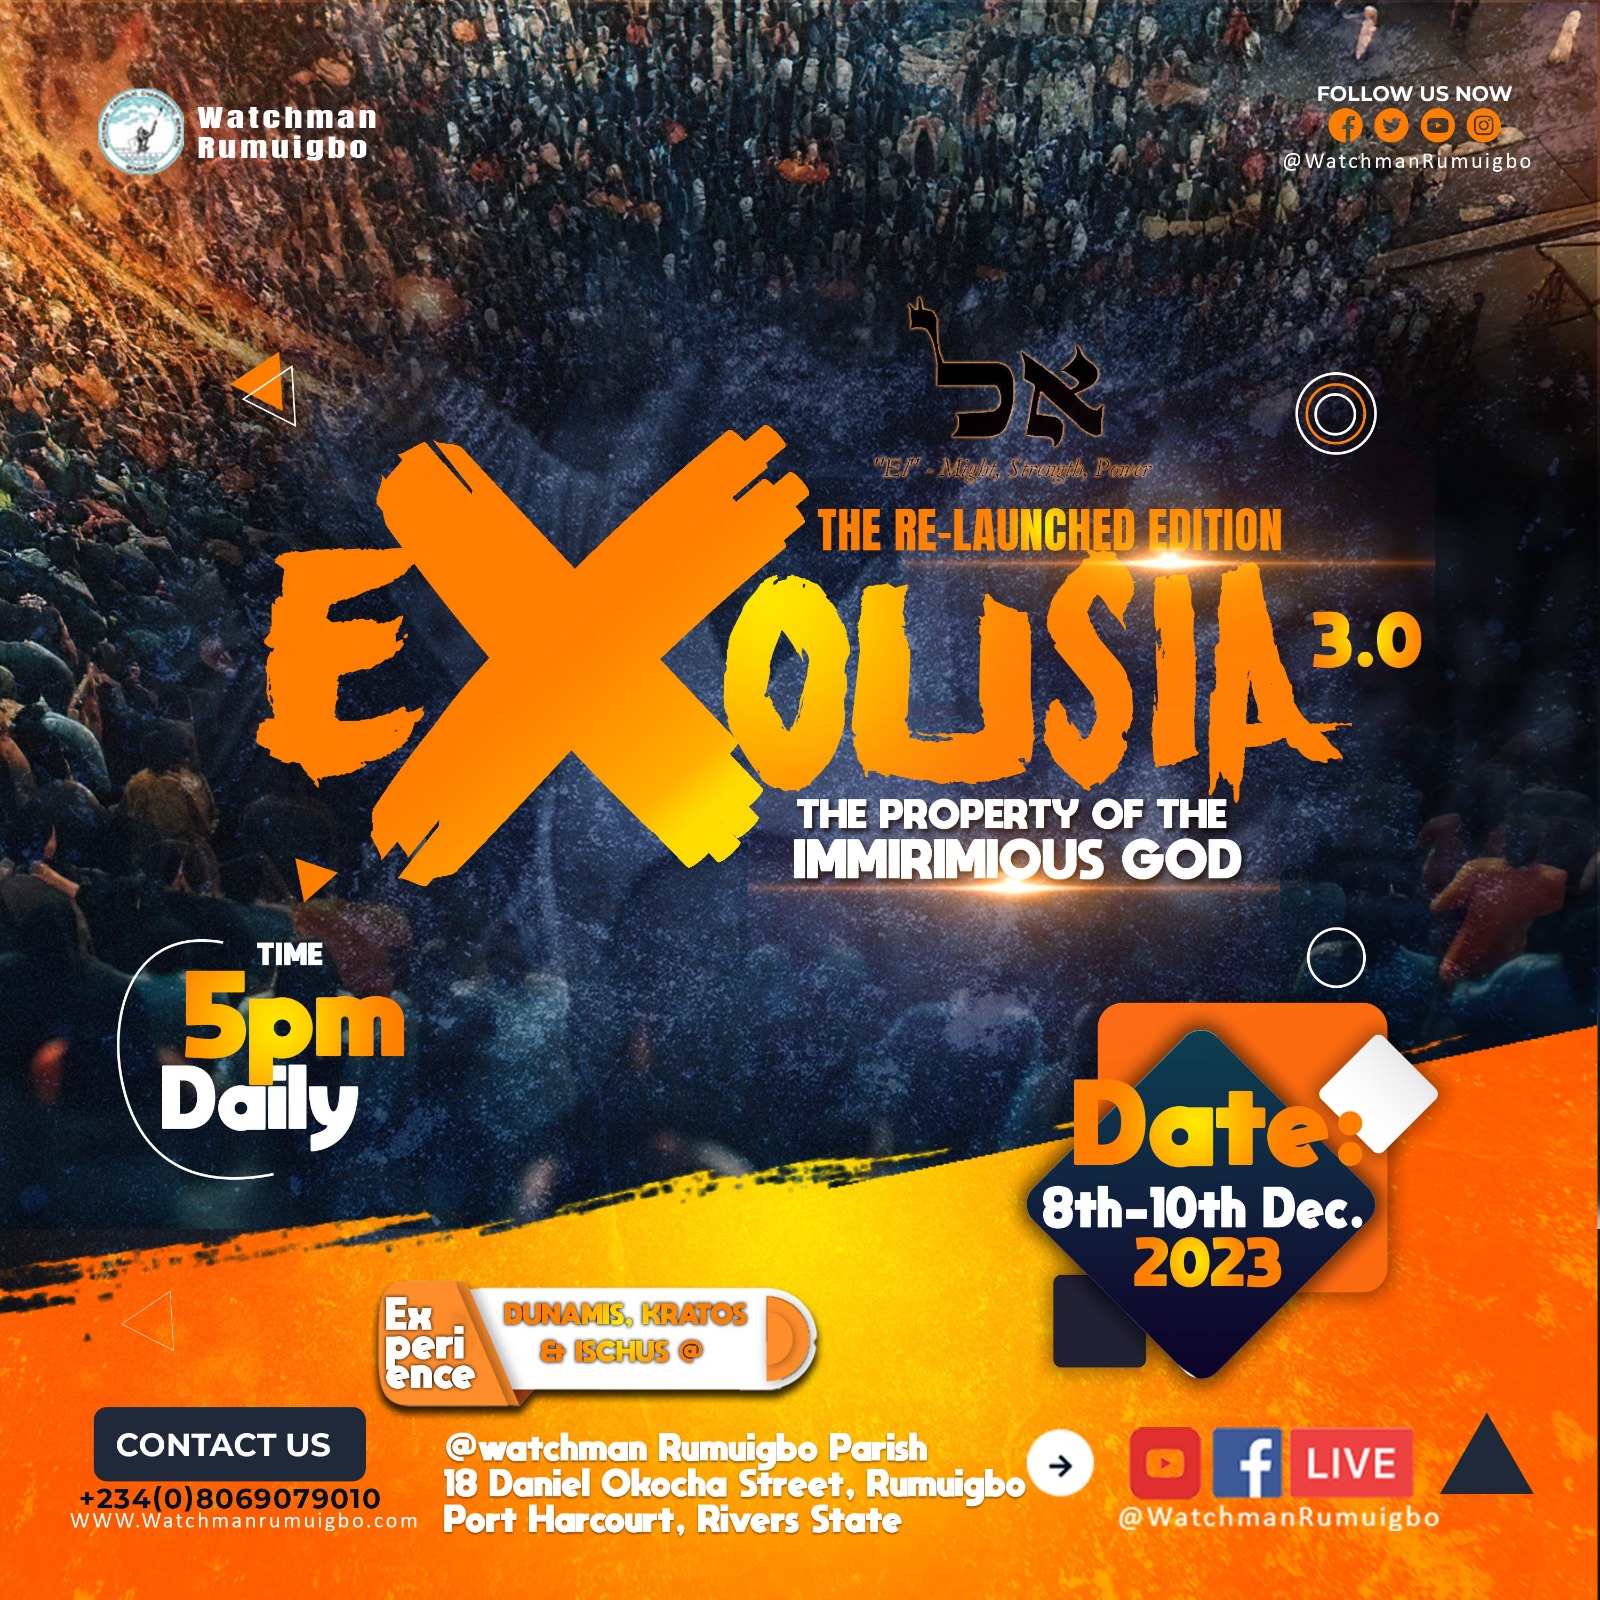 Watchman
Rumuigbo
FOLLOW US NOW
@WatchmanRumuigbo
אל
"El" - Might, Strength, Power
THE RE-LAUNCHED EDITION
EXOUSIA
3.0
THE PROPERTY OF THE
IMMIRIMIOUS GOD
TIME
5pm
Daily
Date:
8th-10th Dec.
2023
Ex
peri
ence
DUNAMIS, KRATOS
& ISCHUS @
CONTACT US
+234(0)8069079010
WWW.Watchmanrumuigbo.com
@watchman Rumuigbo Parish
18 Daniel Okocha Street, Rumuigbo
Port Harcourt, Rivers State
LIVE
@WatchmanRumuigbo